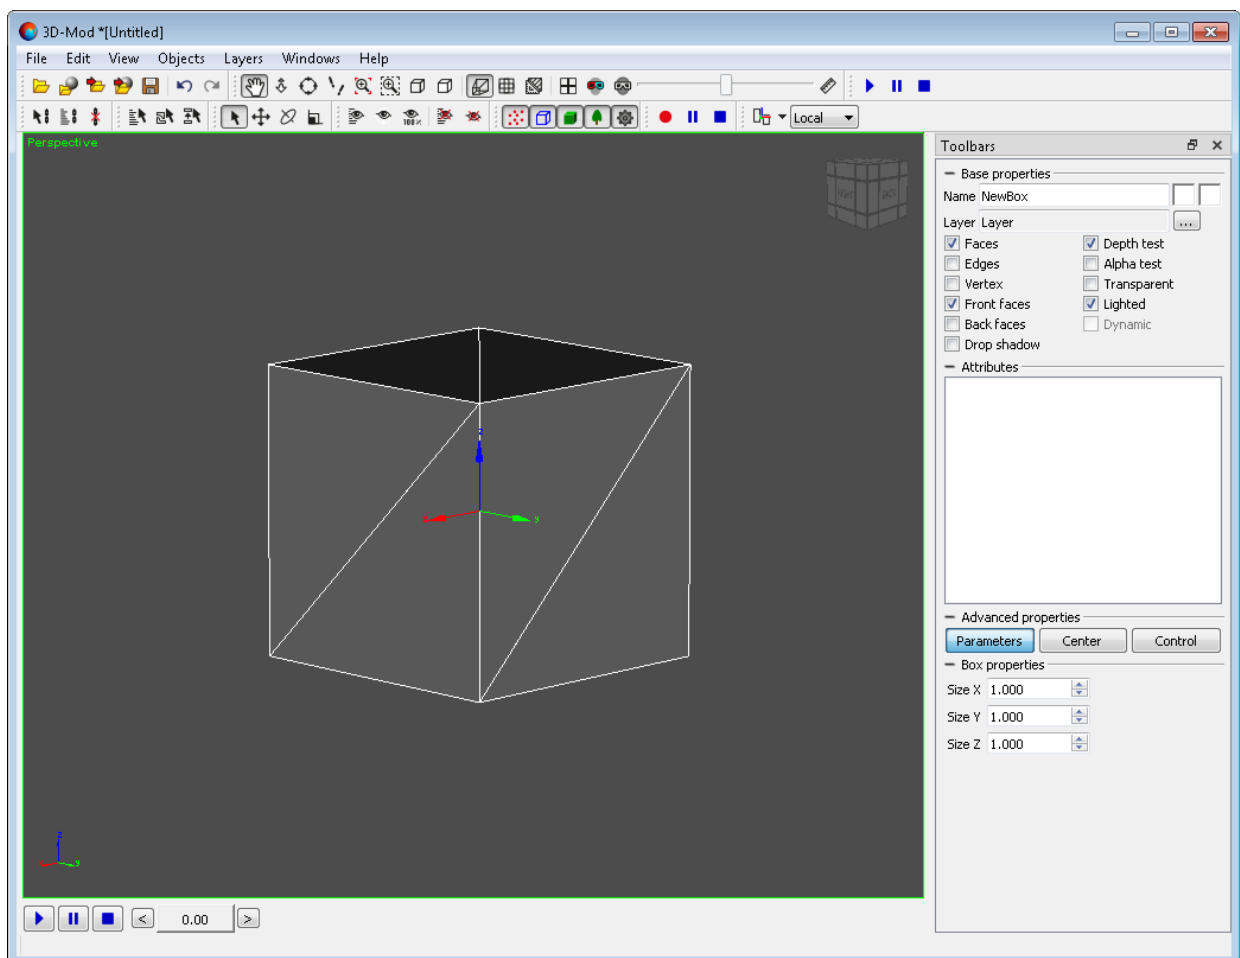 3D-Mod *[Untitled]
File Edit View Objects Layers Windows Help
100%
Local
Perspective
Toolbars
Base properties
Name NewBox
Layer Layer ...
Faces Depth test
Edges Alpha test
Vertex Transparent
Front faces Lighted
Back faces Dynamic
Drop shadow
Attributes
z
x y
Advanced properties
Parameters Center Control
Box properties
Size X 1.000
Size Y 1.000
Size Z 1.000
z
x y
< 0.00 >